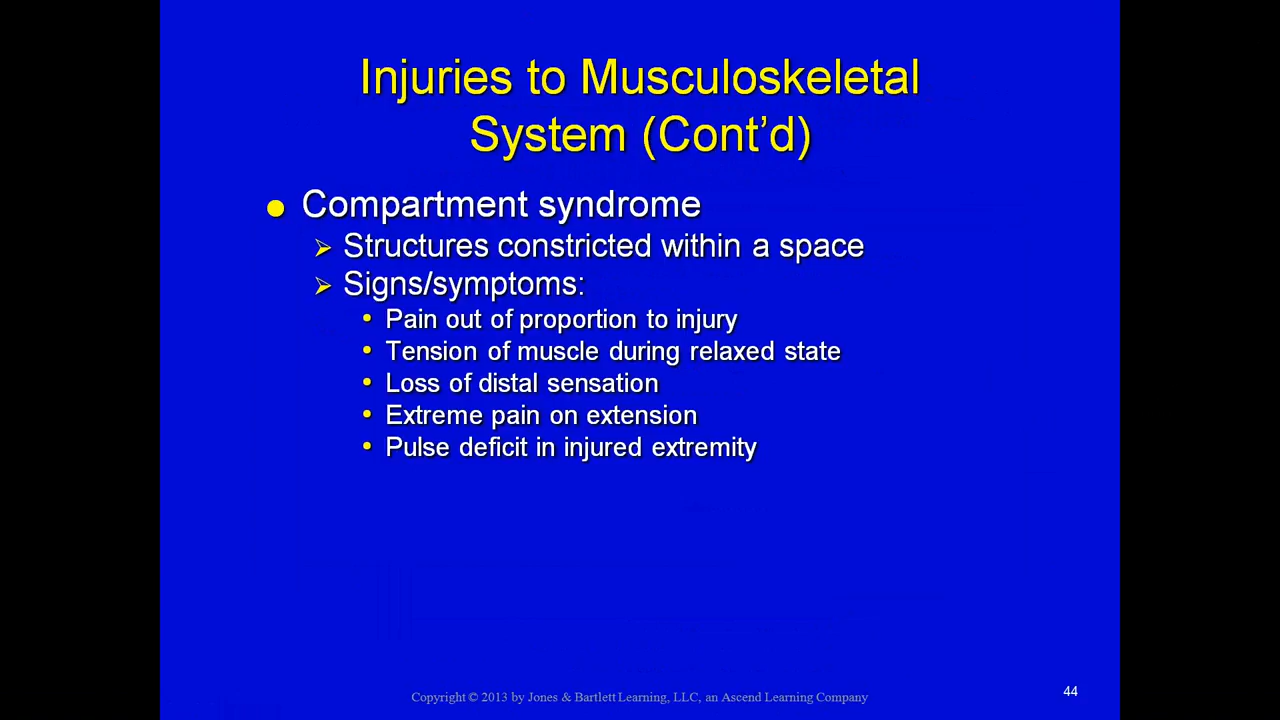 Injuries to Musculoskeletal
System (Cont’d)
Compartment syndrome
Structures constricted within a space
Signs/symptoms:
Pain out of proportion to injury
Tension of muscle during relaxed state
Loss of distal sensation
Extreme pain on extension
Pulse deficit in injured extremity
Copyright © 2013 by Jones & Bartlett Learning, LLC, an Ascend Learning Company
44